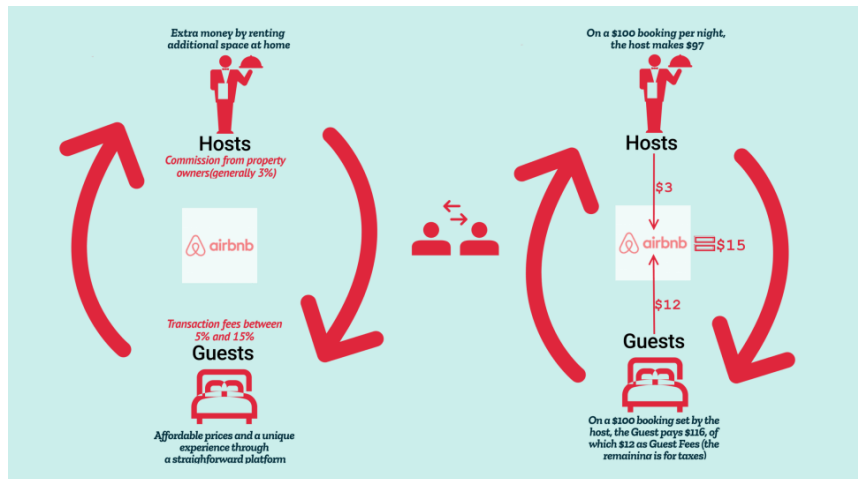 Extra money by renting
additional space at home
Hosts
Commission from property
owners(generally 3%)
airbnb
Transaction fees between
5% and 15%
Guests
Affordable prices and a unique
experience through
a straighforward platform
On a $100 booking per night,
the host makes $97
Hosts
$3
airbnb
$15
$12
Guests
On a $100 booking set by the
host, the Guest pays $116, of
which $12 as Guest Fees (the
remaining is for taxes)